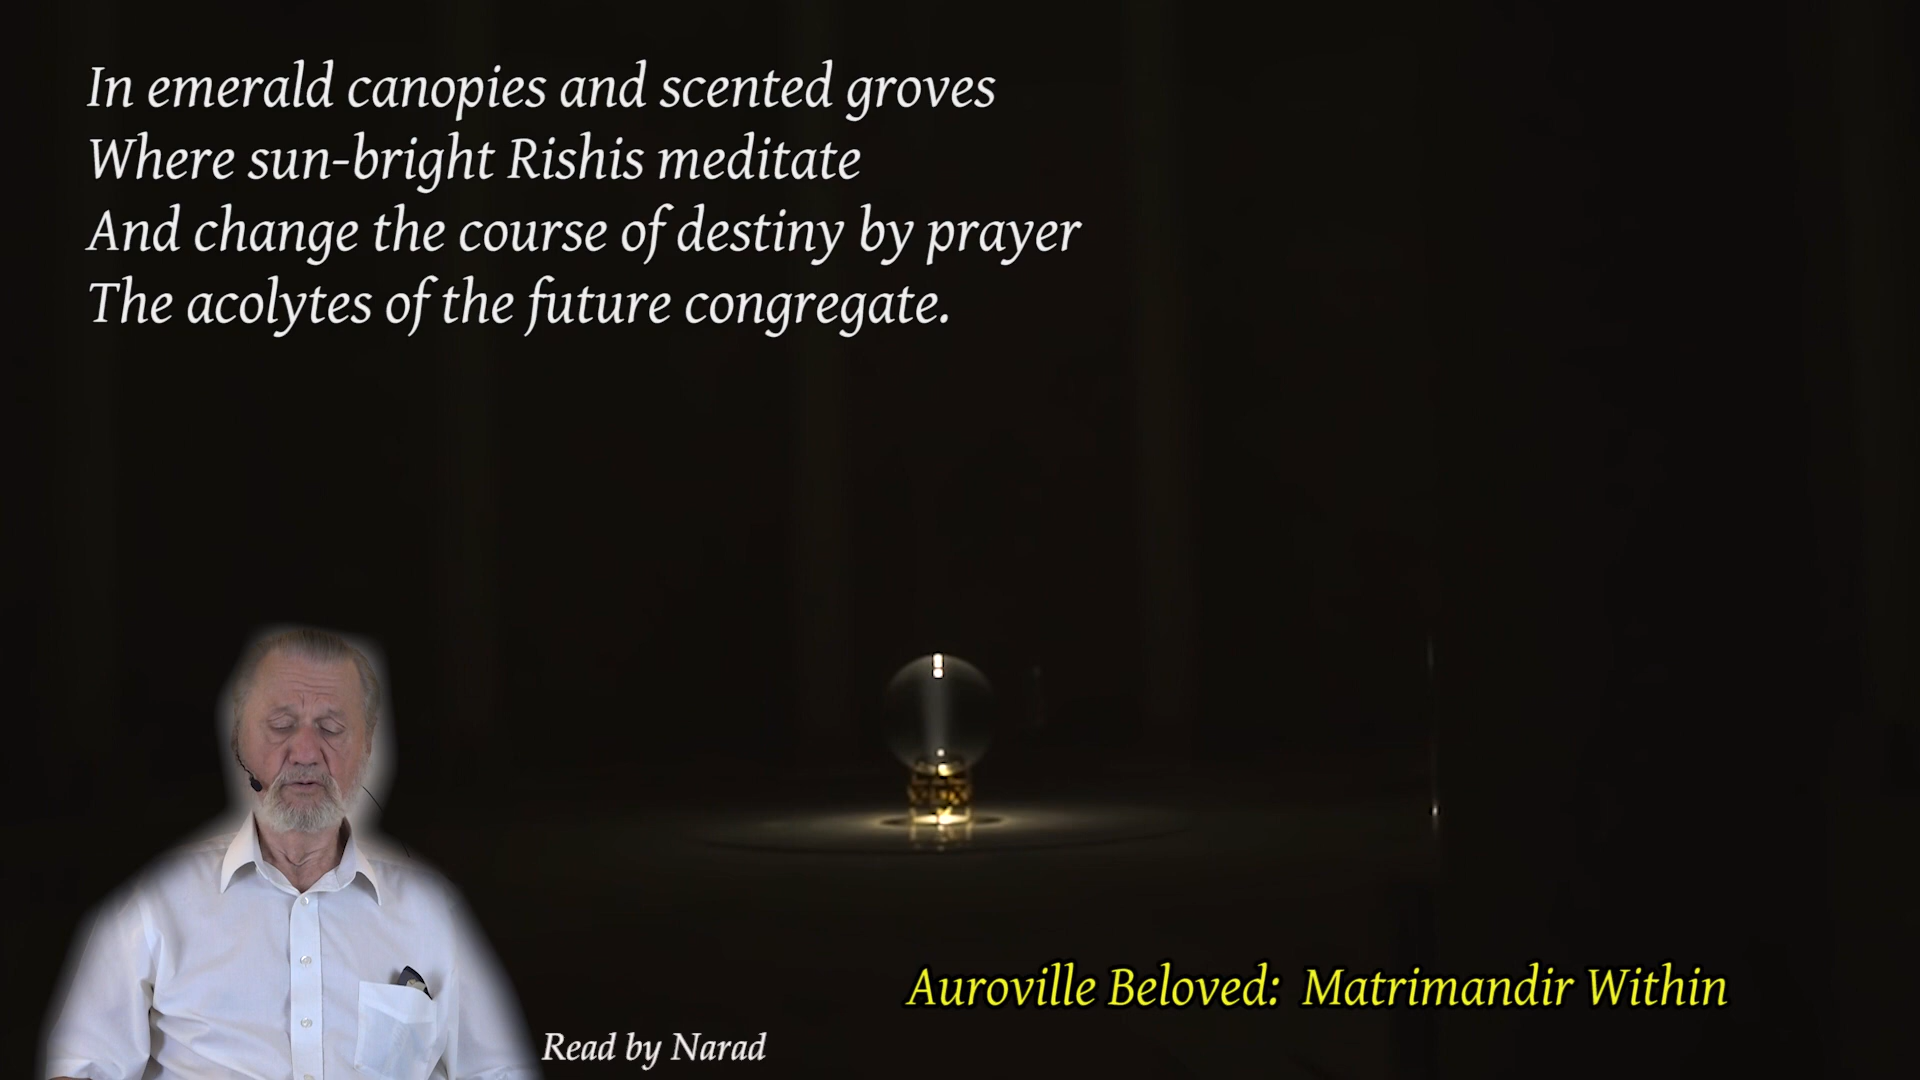 In emerald canopies and scented groves
Where sun-bright Rishis meditate
And change the course of destiny by prayer
The acolytes of the future congregate.
Auroville Beloved:  Matrimandir Within
Read by Narad